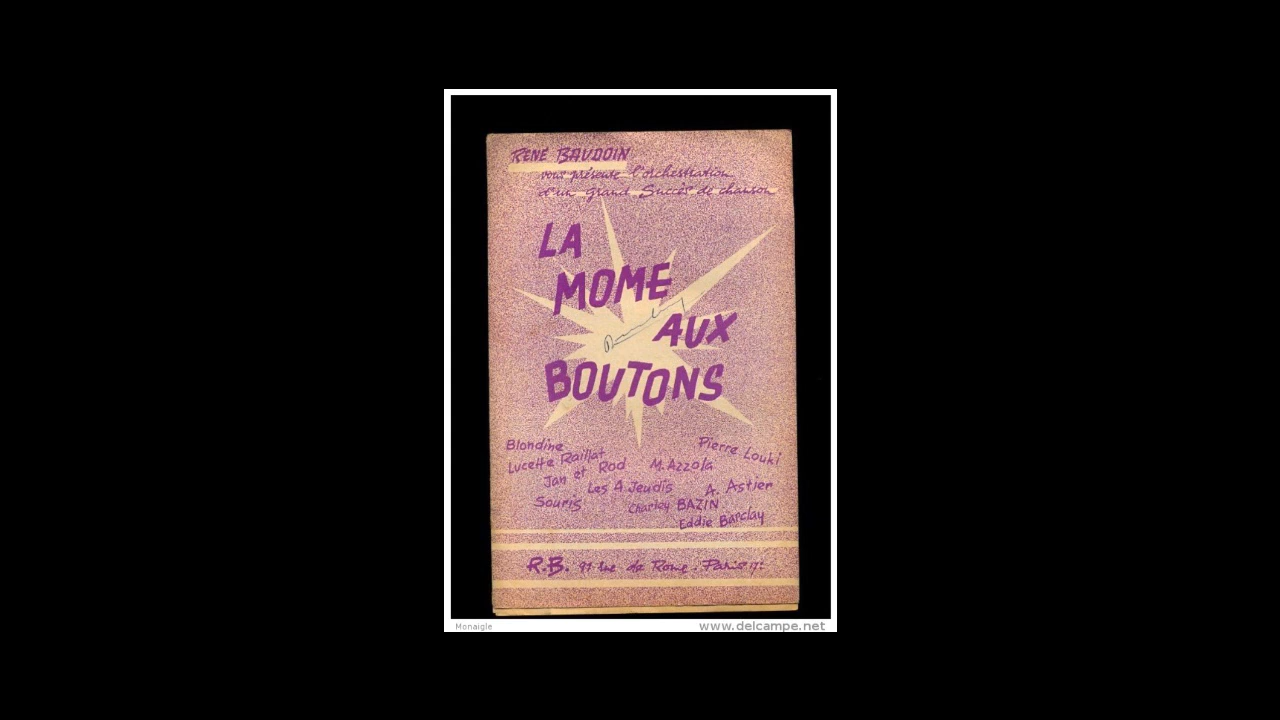 RENÉ BAUDOIN
vous présente l'orchestration
d'un grand Succès de chanson
LA
MOME
AUX
BOUTONS
Blondine
Pierre Louki
Lucette Raillat
Jan et Rod
M. Azzola
Les 4 Jeudis
A. Astier
Souris
Charley BAZIN
Eddie Barclay
R.B. rue de Rome. Paris
Monaigle
www.delcampe.net